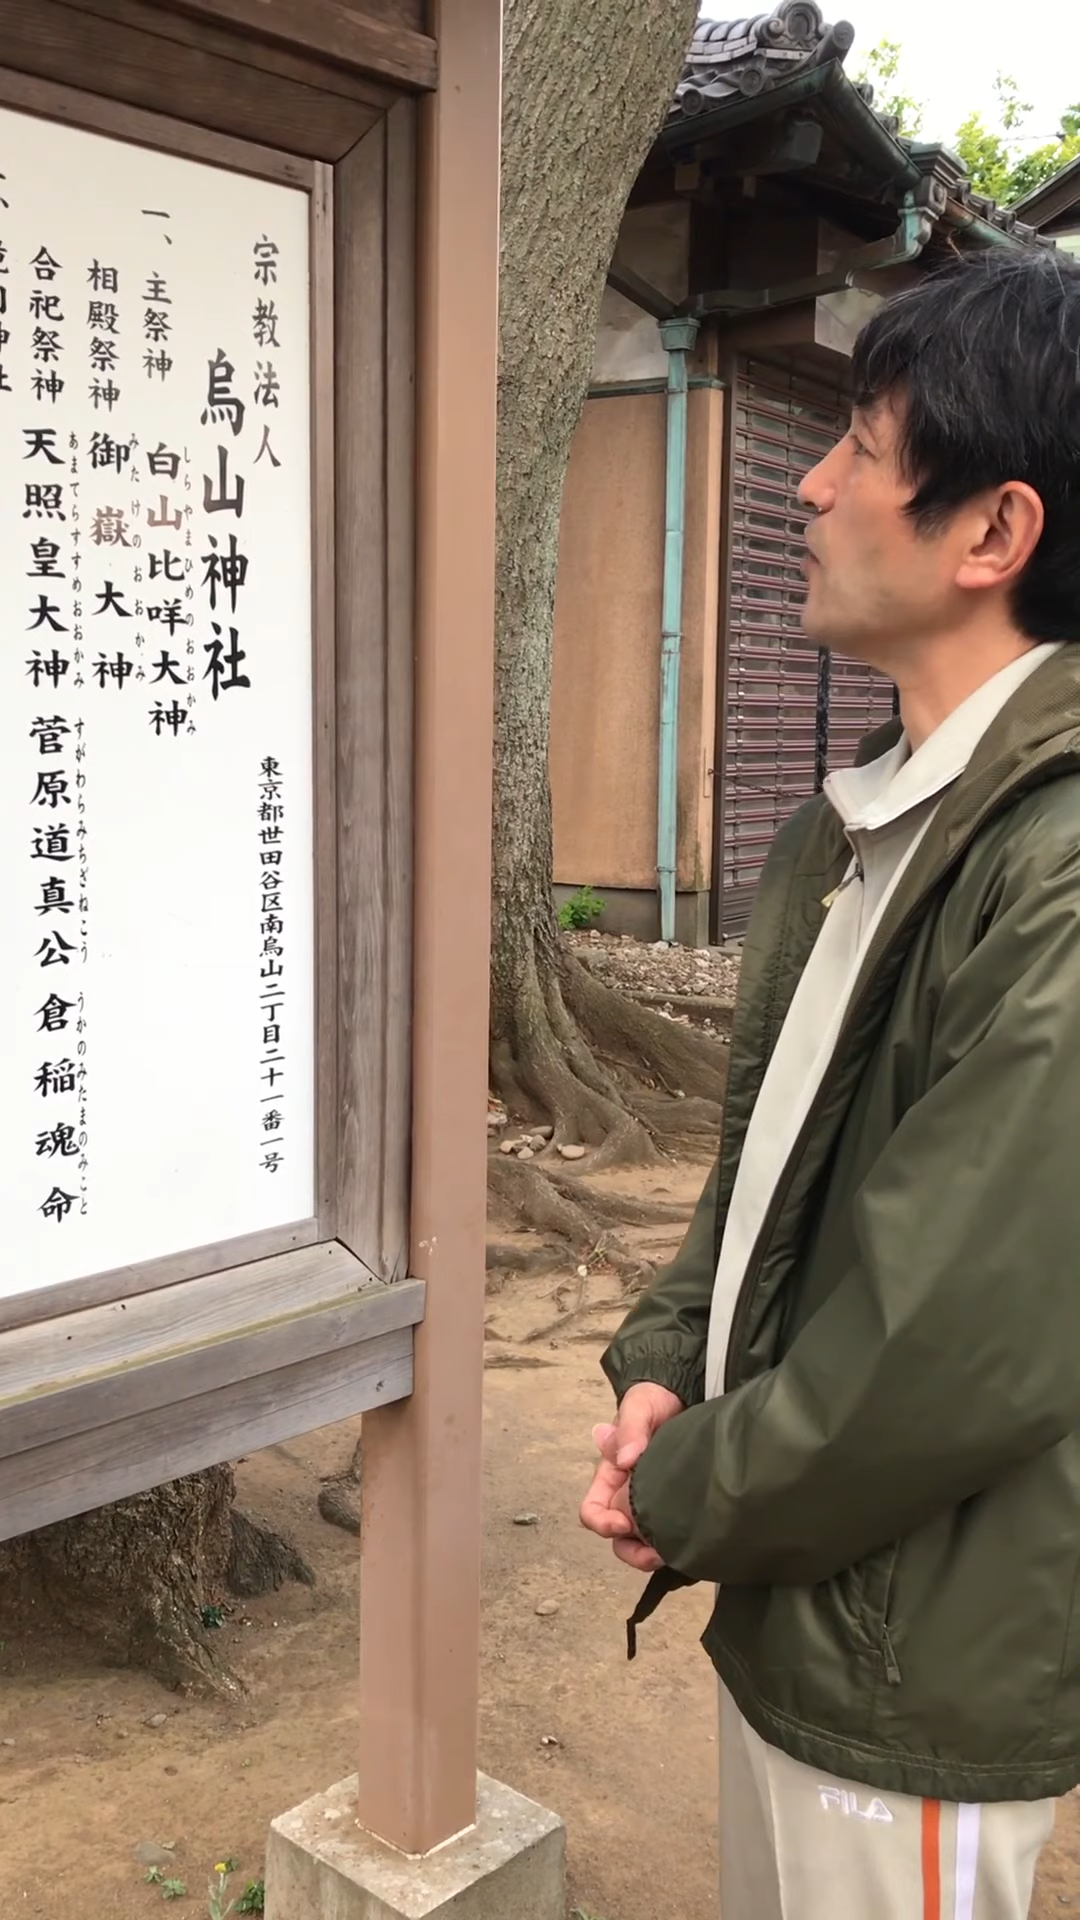 宗教法人
烏山神社
東京都世田谷区南烏山二丁目二十一番一号
一、主祭神 白山比咩大神
しらやまひめのおおかみ
相殿祭神 御嶽大神
みたけのおおかみ
合祀祭神 天照皇大神 菅原道真公 倉稲魂命
あまてらすすめおおかみ すがわらみちざねこう うかのみたまのみこと
FILA